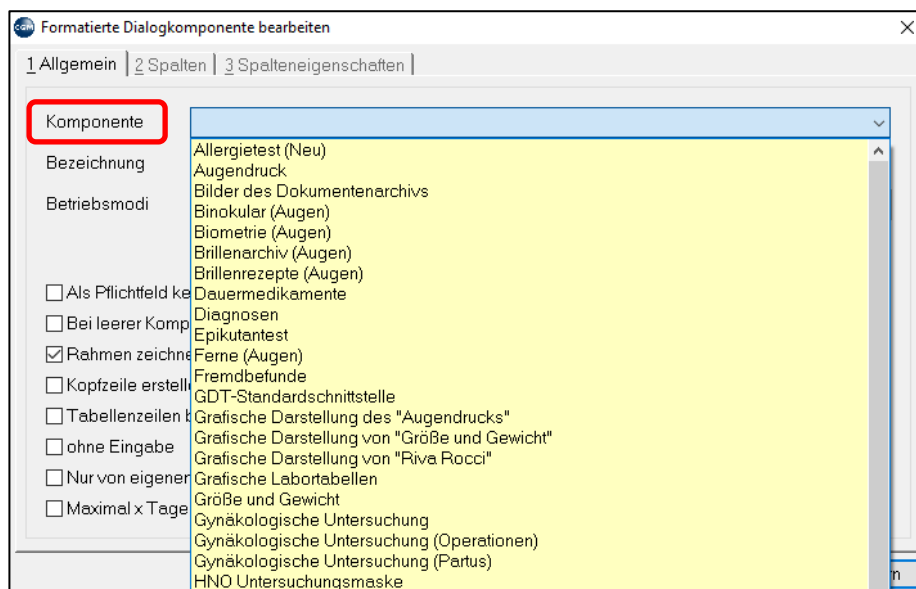 CGM Formatierte Dialogkomponente bearbeiten
1 Allgemein 2 Spalten 3 Spalteneigenschaften
Komponente
Bezeichnung
Betriebsmodi
Allergietest (Neu)
Augendruck
Bilder des Dokumentenarchivs
Binokular (Augen)
Biometrie (Augen)
Brillenarchiv (Augen)
Brillenrezepte (Augen)
Als Pflichtfeld ke Dauermedikamente
Diagnosen
Bei leerer Komp
Epikutantest
Rahmen zeichne Ferne (Augen)
Fremdbefunde
Kopfzeile erstell
GDT-Standardschnittstelle
Tabellenzeilen b Grafische Darstellung des "Augendrucks"
Grafische Darstellung von "Größe und Gewicht"
ohne Eingabe
Grafische Darstellung von "Riva Rocci"
Nur von eigener Grafische Labortabellen
Größe und Gewicht
Maximal x Tage
Gynäkologische Untersuchung
Gynäkologische Untersuchung (Operationen)
Gynäkologische Untersuchung (Partus)
HNO Untersuchungsmaske